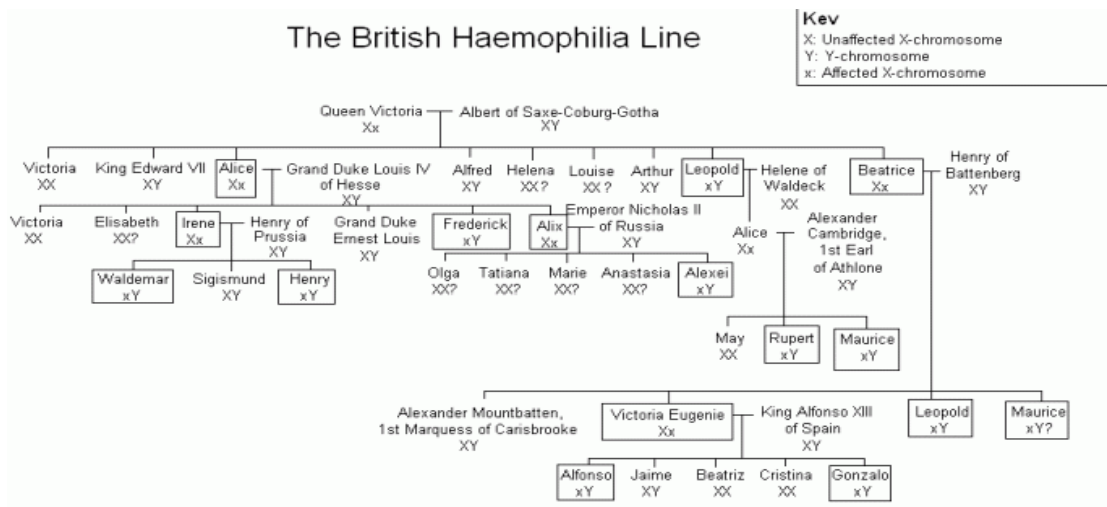 The British Haemophilia Line
Kev
X: Unaffected X-chromosome
Y: Y-chromosome
x: Affected X-chromosome
Queen Victoria
Xx
Albert of Saxe-Coburg-Gotha
XY
Victoria
XX
King Edward VII
XY
Alice
Xx
Grand Duke Louis IV
of Hesse
XY
Alfred
XY
Helena
XX?
Louise
XX?
Arthur
XY
Leopold
xY
Helene of
Waldeck
XX
Beatrice
Xx
Henry of
Battenberg
XY
Victoria
XX
Elisabeth
XX?
Irene
Xx
Henry of
Prussia
XY
Grand Duke
Ernest Louis
XY
Frederick
xY
Alix
Xx
Emperor Nicholas II
of Russia
XY
Alice
Xx
Alexander
Cambridge,
1st Earl
of Athlone
XY
Waldemar
xY
Sigismund
XY
Henry
xY
Olga
XX?
Tatiana
XX?
Marie
XX?
Anastasia
XX?
Alexei
xY
May
XX
Rupert
xY
Maurice
xY
Alexander Mountbatten,
1st Marquess of Carisbrooke
XY
Victoria Eugenie
Xx
King Alfonso XIII
of Spain
XY
Leopold
xY
Maurice
xY?
Alfonso
xY
Jaime
XY
Beatriz
XX
Cristina
XX
Gonzalo
xY